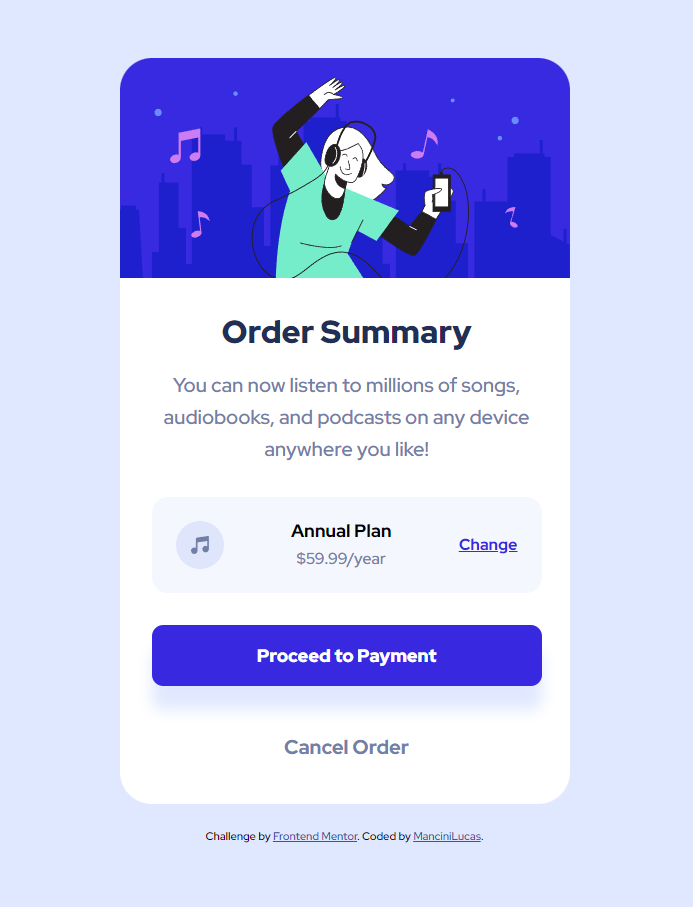 Order Summary
You can now listen to millions of songs,
audiobooks, and podcasts on any device
anywhere you like!
Annual Plan
$59.99/year
Change
Proceed to Payment
Cancel Order
Challenge by Frontend Mentor. Coded by ManciniLucas.